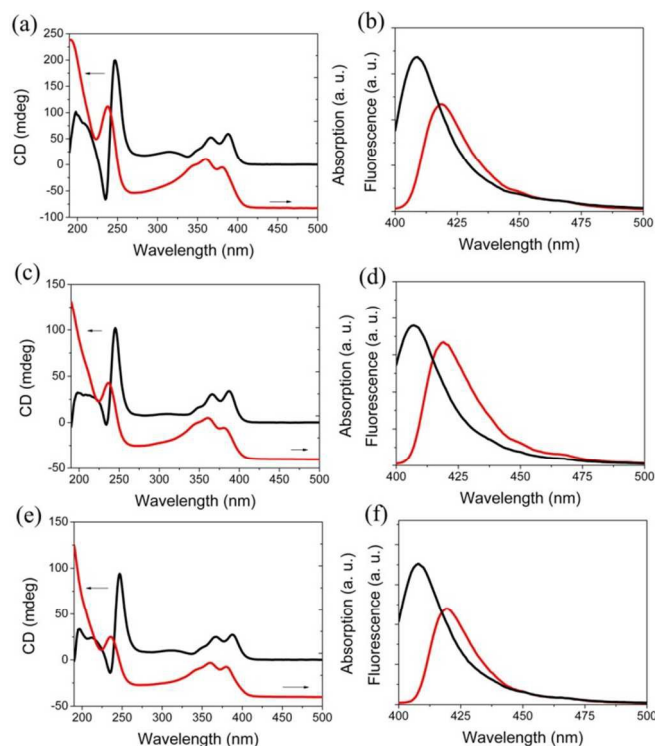 (a)
250
200
150
100
50
0
-50
-100
CD (mdeg)
200 250 300 350 400 450 500
Wavelength (nm)
Absorption (a. u.)
(b)
Fluorescence (a. u.)
400 425 450 475 500
Wavelength (nm)
(c)
150
100
50
0
-50
CD (mdeg)
200 250 300 350 400 450 500
Wavelength (nm)
Absorption (a. u.)
(d)
Fluorescence (a. u.)
400 425 450 475 500
Wavelength (nm)
(e)
150
100
50
0
-50
CD (mdeg)
200 250 300 350 400 450 500
Wavelength (nm)
Absorption (a. u.)
(f)
Fluorescence (a. u.)
400 425 450 475 500
Wavelength (nm)